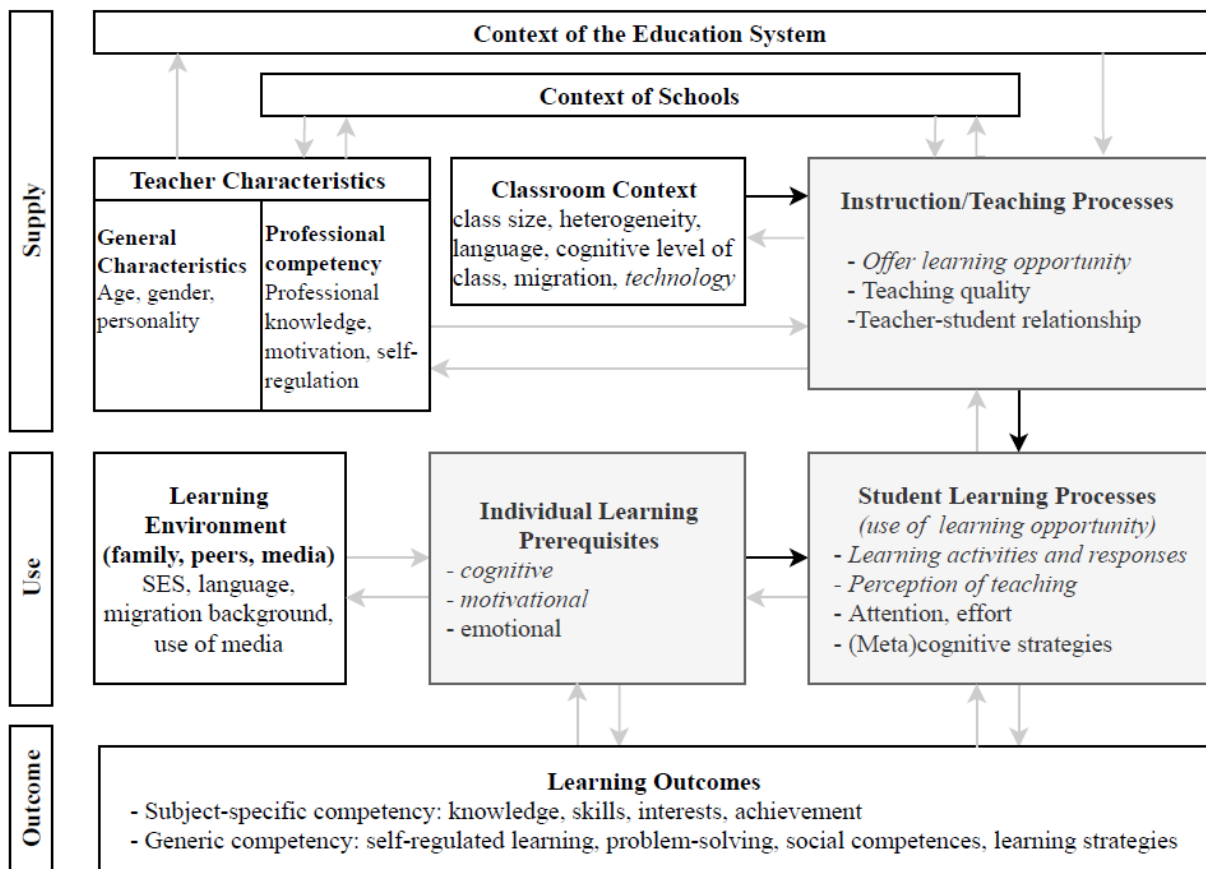 Context of the Education System
Context of Schools
Supply
Teacher Characteristics
General
Characteristics
Age, gender,
personality
Professional
competency
Professional
knowledge,
motivation, self-
regulation
Classroom Context
class size, heterogeneity,
language, cognitive level of
class, migration, technology
Instruction/Teaching Processes
- Offer learning opportunity
- Teaching quality
-Teacher-student relationship
Use
Learning
Environment
(family, peers, media)
SES, language,
migration background,
use of media
Individual Learning
Prerequisites
- cognitive
- motivational
- emotional
Student Learning Processes
(use of learning opportunity)
- Learning activities and responses
- Perception of teaching
- Attention, effort
- (Meta)cognitive strategies
Outcome
Learning Outcomes
- Subject-specific competency: knowledge, skills, interests, achievement
- Generic competency: self-regulated learning, problem-solving, social competences, learning strategies